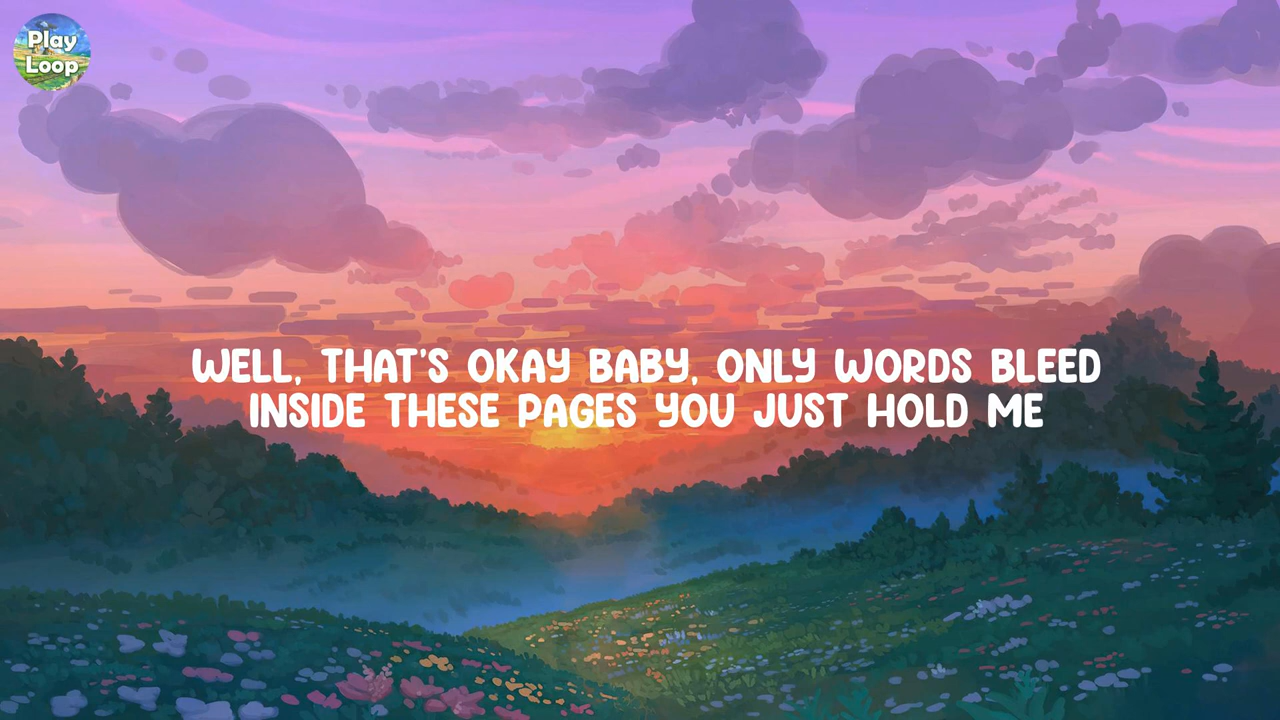 Play
Loop
WELL, THAT'S OKAY BABY, ONLY WORDS BLEED
INSIDE THESE PAGES YOU JUST HOLD ME